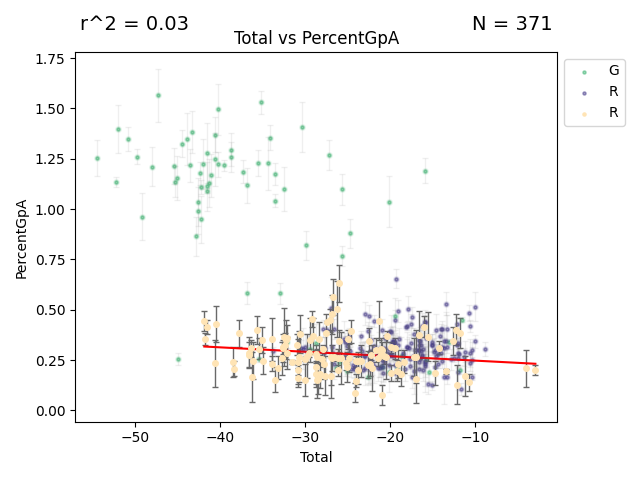 r^2 = 0.03
N = 371
Total vs PercentGpA
G
R
R
PercentGpA
1.75
1.50
1.25
1.00
0.75
0.50
0.25
0.00
−50
−40
−30
−20
−10
Total